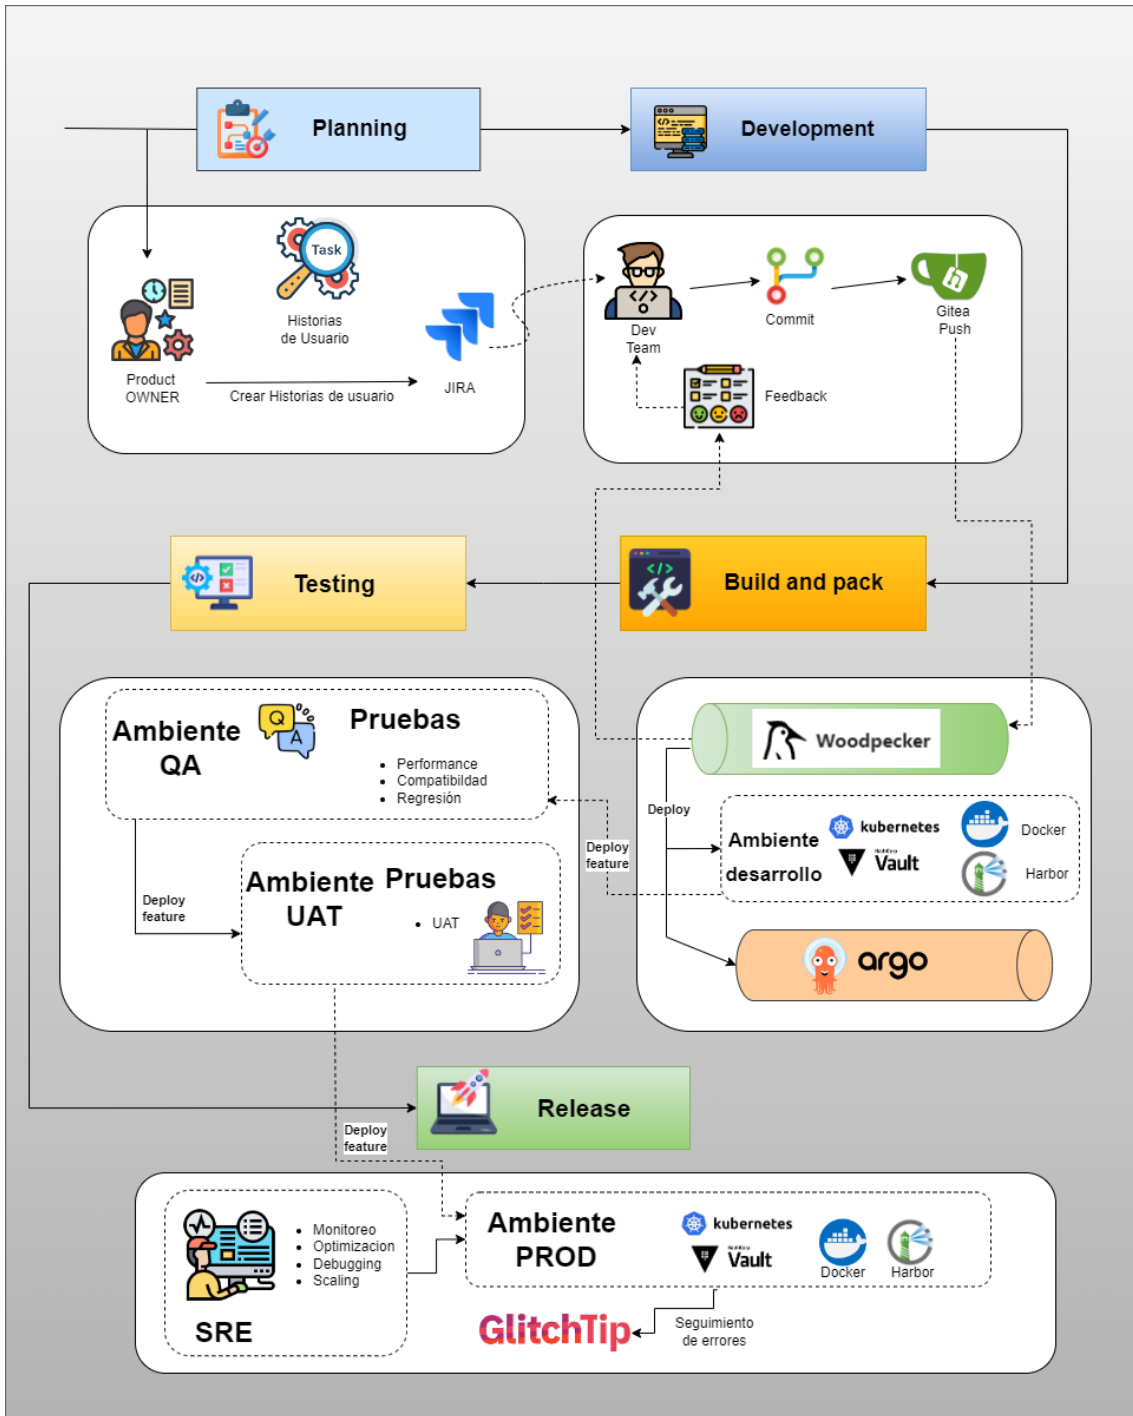 Planning
Development
Task
Historias
de Usuario
Product
OWNER
Crear Historias de usuario
JIRA
Dev
Team
Commit
Gitea
Push
Feedback
Testing
Build and pack
Ambiente
QA
Q
A
Pruebas
Performance
Compatibildad
Regresión
Deploy
feature
Ambiente
UAT
Pruebas
UAT
Woodpecker
Deploy
Deploy
feature
Ambiente
desarrollo
kubernetes
HashiCorp
Vault
Docker
Harbor
argo
Release
Deploy
feature
Monitoreo
Optimizacion
Debugging
Scaling
SRE
Ambiente
PROD
kubernetes
HashiCorp
Vault
Docker
Harbor
GlitchTip
Seguimiento
de errores